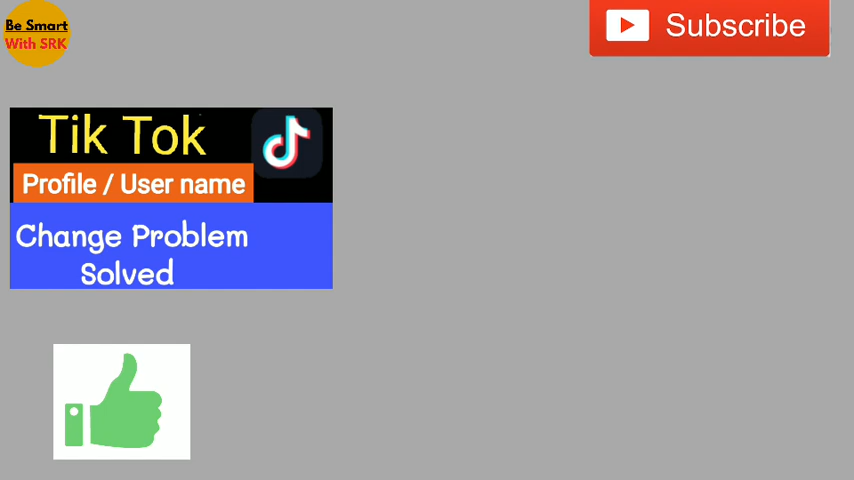 Be Smart
With SRK
Subscribe
Tik Tok
Profile / User name
Change Problem
Solved